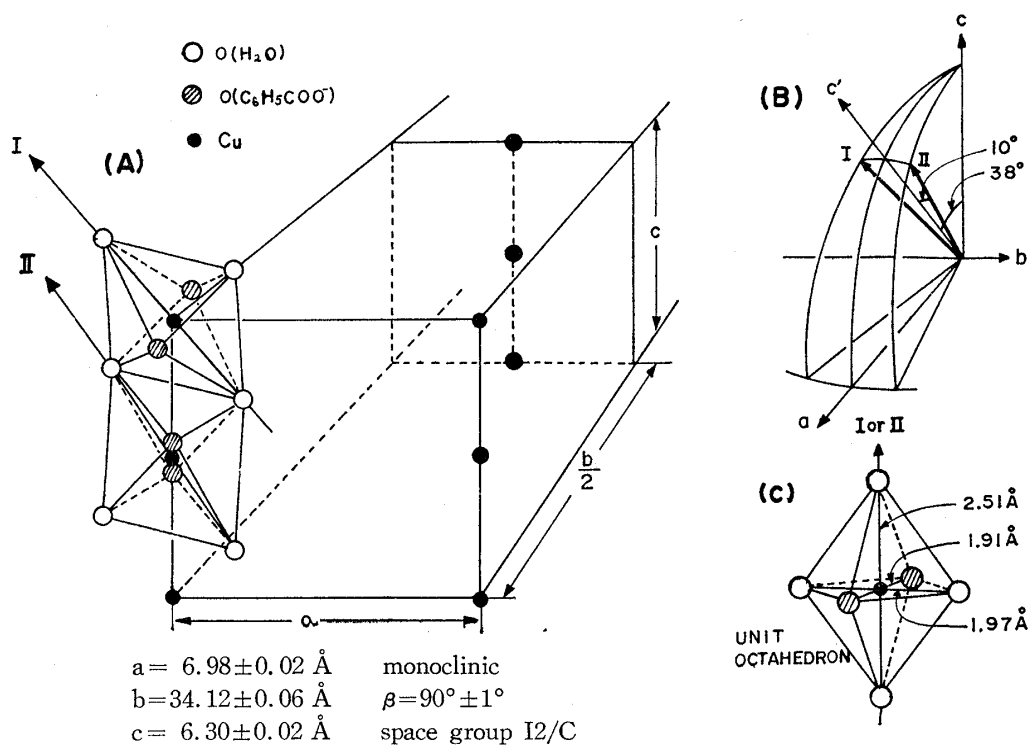 O(H₂O)
O(C₆H₅COO⁻)
Cu
(A)
I
II
c
b/2
a
a = 6.98±0.02 Å monoclinic
b=34.12±0.06 Å β=90°±1°
c = 6.30±0.02 Å space group I2/C
(B)
c
c'
I
II
10°
38°
b
a
I or II
(C)
2.51Å
1.91Å
1.97Å
UNIT
OCTAHEDRON